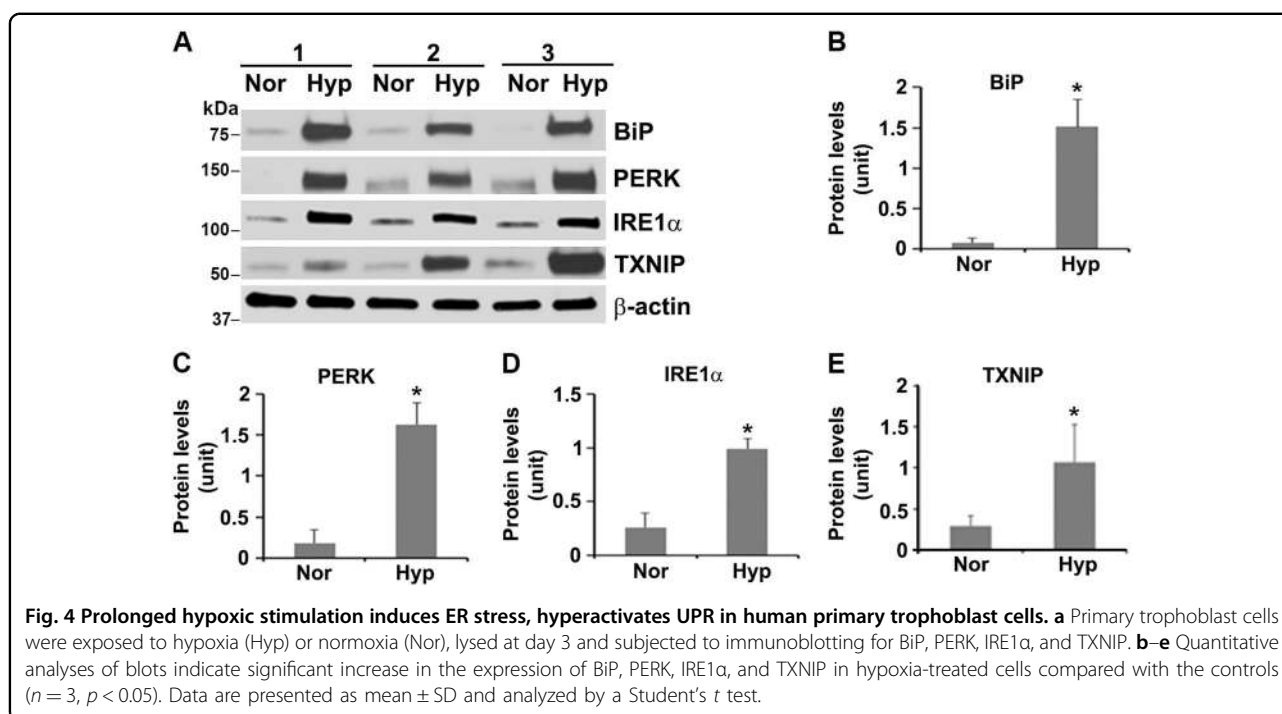 A
1 2 3
Nor Hyp Nor Hyp Nor Hyp
kDa
75– BiP
150– PERK
100– IRE1α
50– TXNIP
37– β-actin
B
BiP
Protein levels
(unit)
2
1.5
1
0.5
0
*
Nor Hyp
C
PERK
Protein levels
(unit)
2
1.5
1
0.5
0
*
Nor Hyp
D
IRE1α
Protein levels
(unit)
1.5
1
0.5
0
*
Nor Hyp
E
TXNIP
Protein levels
(unit)
2
1.5
1
0.5
0
*
Nor Hyp
Fig. 4 Prolonged hypoxic stimulation induces ER stress, hyperactivates UPR in human primary trophoblast cells. a Primary trophoblast cells
were exposed to hypoxia (Hyp) or normoxia (Nor), lysed at day 3 and subjected to immunoblotting for BiP, PERK, IRE1α, and TXNIP. b–e Quantitative
analyses of blots indicate significant increase in the expression of BiP, PERK, IRE1α, and TXNIP in hypoxia-treated cells compared with the controls
(n = 3, p < 0.05). Data are presented as mean ± SD and analyzed by a Student's t test.